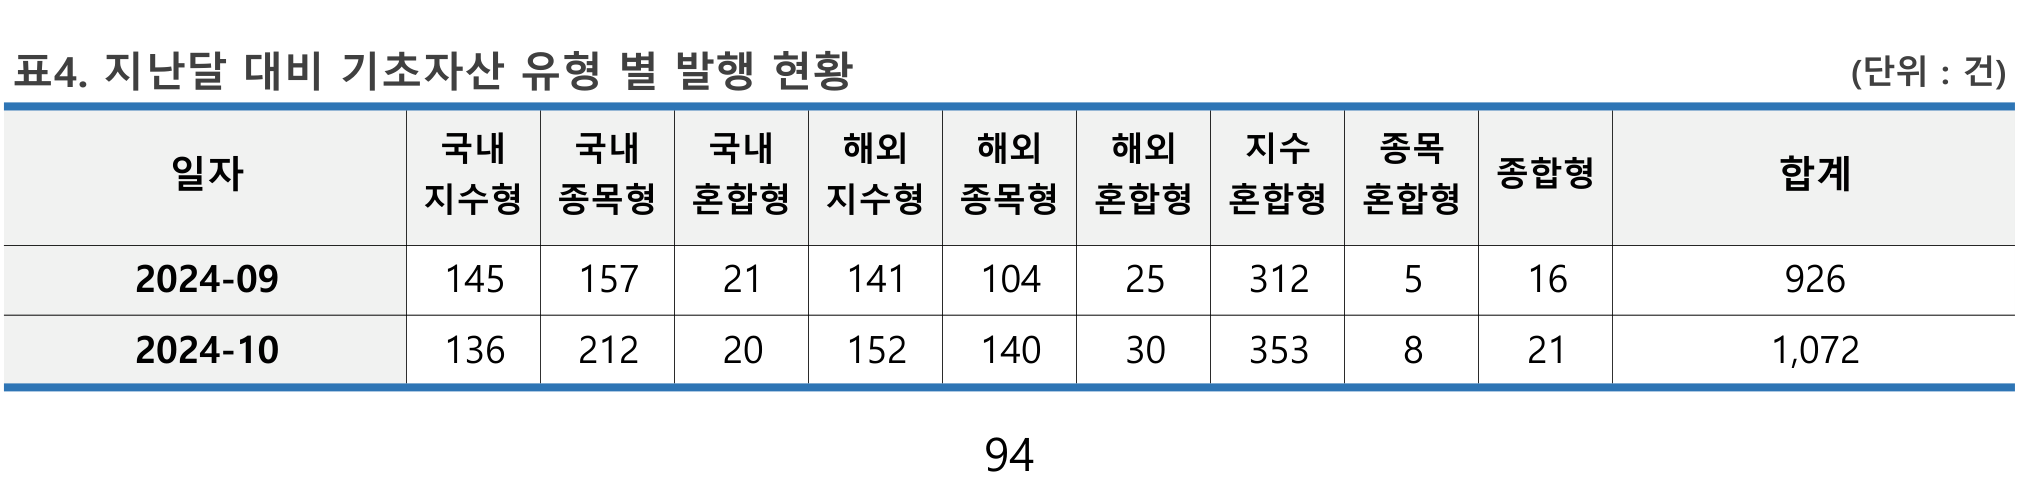 표4. 지난달 대비 기초자산 유형 별 발행 현황 (단위 : 건)
일자 국내 지수형 국내 종목형 국내 혼합형 해외 지수형 해외 종목형 해외 혼합형 지수 혼합형 종목 혼합형 종합형 합계
2024-09 145 157 21 141 104 25 312 5 16 926
2024-10 136 212 20 152 140 30 353 8 21 1,072
94